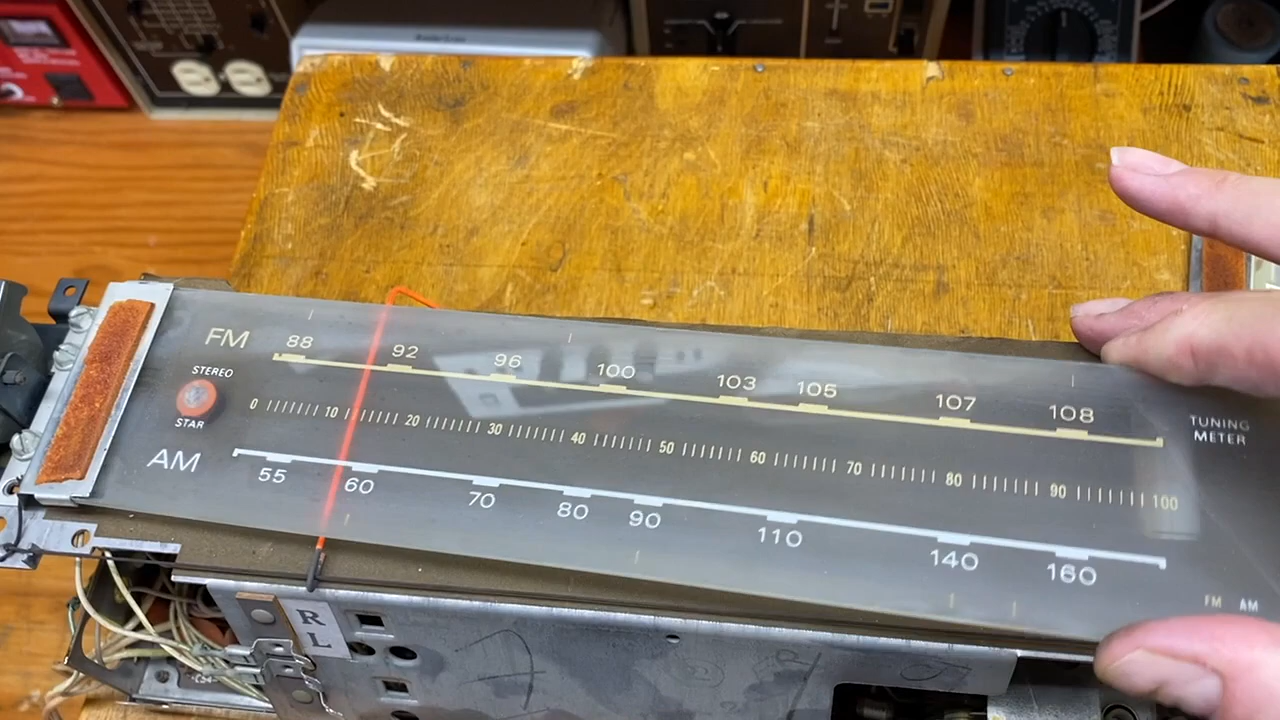 FM 88 92 96 100 103 105 107 108
STEREO
STAR
0 10 20 30 40 50 60 70 80 90 100
TUNING
METER
AM 55 60 70 80 90 110 140 160
FM AM
R
L